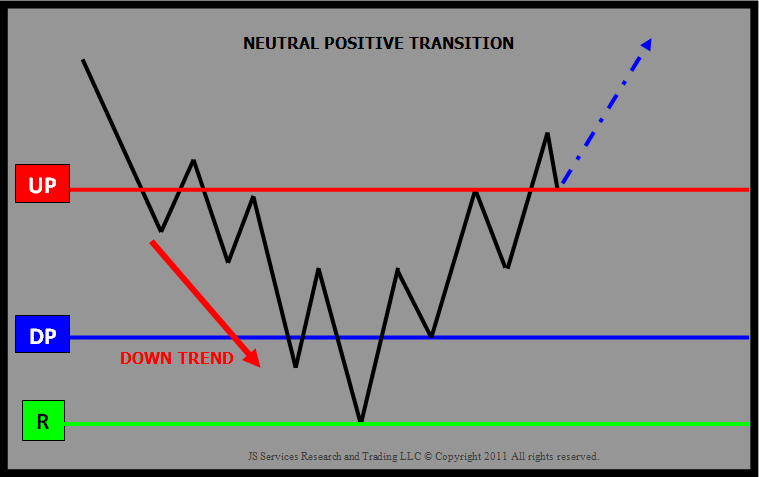 NEUTRAL POSITIVE TRANSITION
UP
DP
DOWN TREND
R
JS Services Research and Trading LLC © Copyright 2011 All rights reserved.